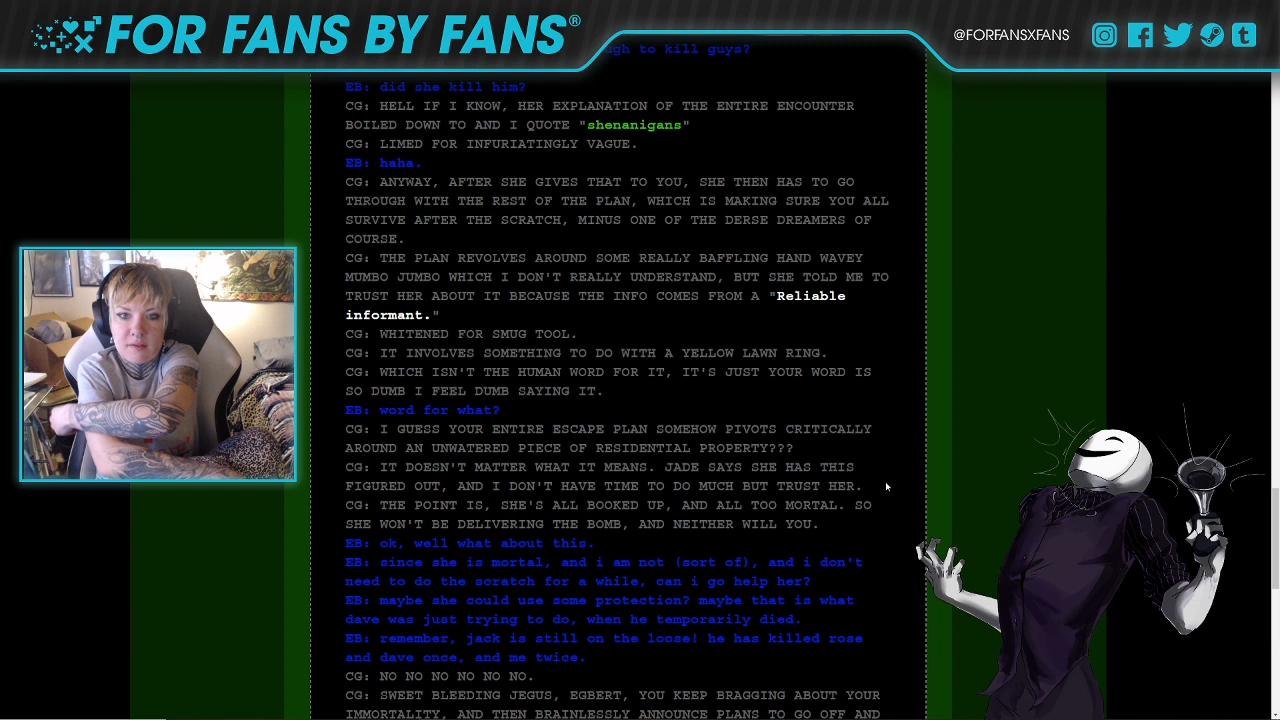 FOR FANS BY FANS®
@FORFANSXFANS
ugh to kill guys?
EB: did she kill him?
CG: HELL IF I KNOW, HER EXPLANATION OF THE ENTIRE ENCOUNTER
BOILED DOWN TO AND I QUOTE "shenanigans"
CG: LIMED FOR INFURIATINGLY VAGUE.
EB: haha.
CG: ANYWAY, AFTER SHE GIVES THAT TO YOU, SHE THEN HAS TO GO
THROUGH WITH THE REST OF THE PLAN, WHICH IS MAKING SURE YOU ALL
SURVIVE AFTER THE SCRATCH, MINUS ONE OF THE DERSE DREAMERS OF
COURSE.
CG: THE PLAN REVOLVES AROUND SOME REALLY BAFFLING HAND WAVEY
MUMBO JUMBO WHICH I DON'T REALLY UNDERSTAND, BUT SHE TOLD ME TO
TRUST HER ABOUT IT BECAUSE THE INFO COMES FROM A "Reliable
informant."
CG: WHITENED FOR SMUG TOOL.
CG: IT INVOLVES SOMETHING TO DO WITH A YELLOW LAWN RING.
CG: WHICH ISN'T THE HUMAN WORD FOR IT, IT'S JUST YOUR WORD IS
SO DUMB I FEEL DUMB SAYING IT.
EB: word for what?
CG: I GUESS YOUR ENTIRE ESCAPE PLAN SOMEHOW PIVOTS CRITICALLY
AROUND AN UNWATERED PIECE OF RESIDENTIAL PROPERTY???
CG: IT DOESN'T MATTER WHAT IT MEANS. JADE SAYS SHE HAS THIS
FIGURED OUT, AND I DON'T HAVE TIME TO DO MUCH BUT TRUST HER.
CG: THE POINT IS, SHE'S ALL BOOKED UP, AND ALL TOO MORTAL. SO
SHE WON'T BE DELIVERING THE BOMB, AND NEITHER WILL YOU.
EB: ok, well what about this.
EB: since she is mortal, and i am not (sort of), and i don't
need to do the scratch for a while, can i go help her?
EB: maybe she could use some protection? maybe that is what
dave was just trying to do, when he temporarily died.
EB: remember, jack is still on the loose! he has killed rose
and dave once, and me twice.
CG: NO NO NO NO NO NO.
CG: SWEET BLEEDING JEGUS, EGBERT, YOU KEEP BRAGGING ABOUT YOUR
IMMORTALITY, AND THEN BRAINLESSLY ANNOUNCE PLANS TO GO OFF AND